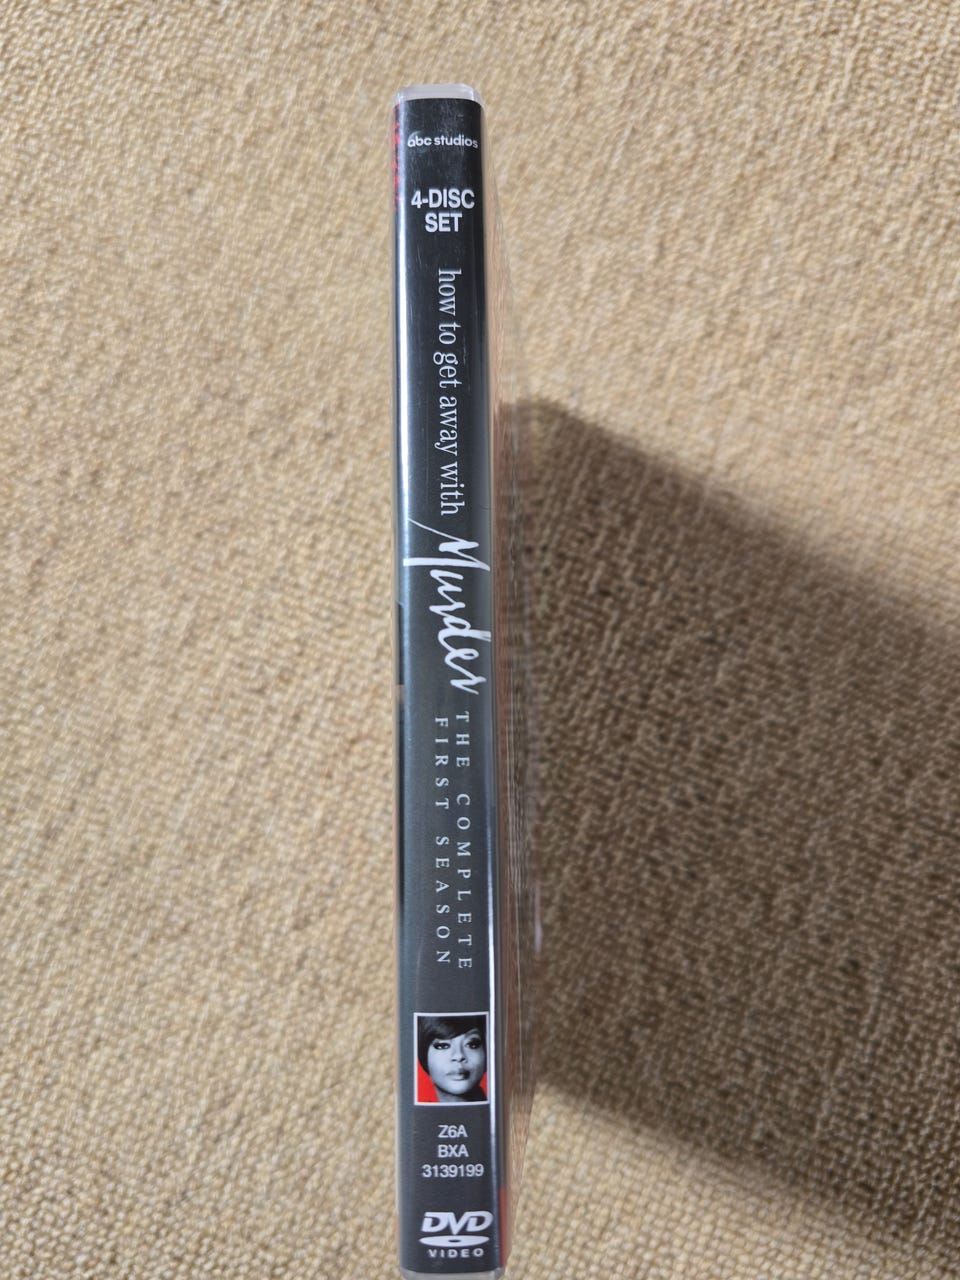 abc studios
4-DISC
SET
how to get away with
Murder
THE COMPLETE
FIRST SEASON
Z6A
BXA
3139199
DVD
VIDEO